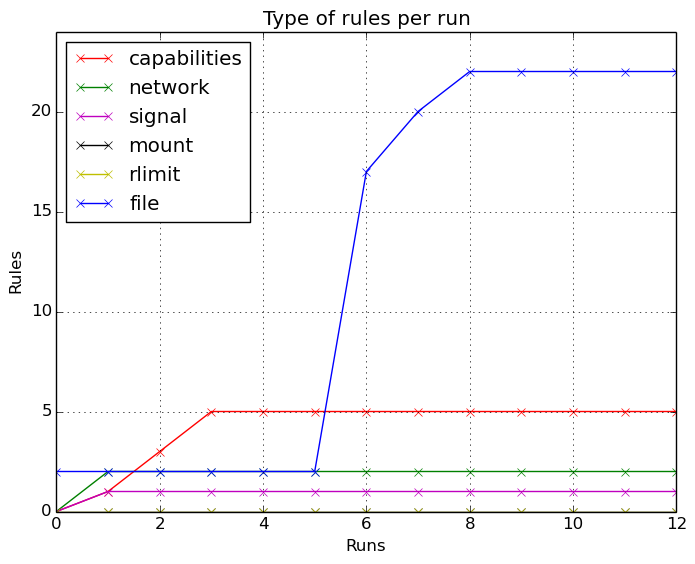 Type of rules per run
capabilities
network
signal
mount
rlimit
file
Rules
20
15
10
5
0
0 2 4 6 8 10 12
Runs